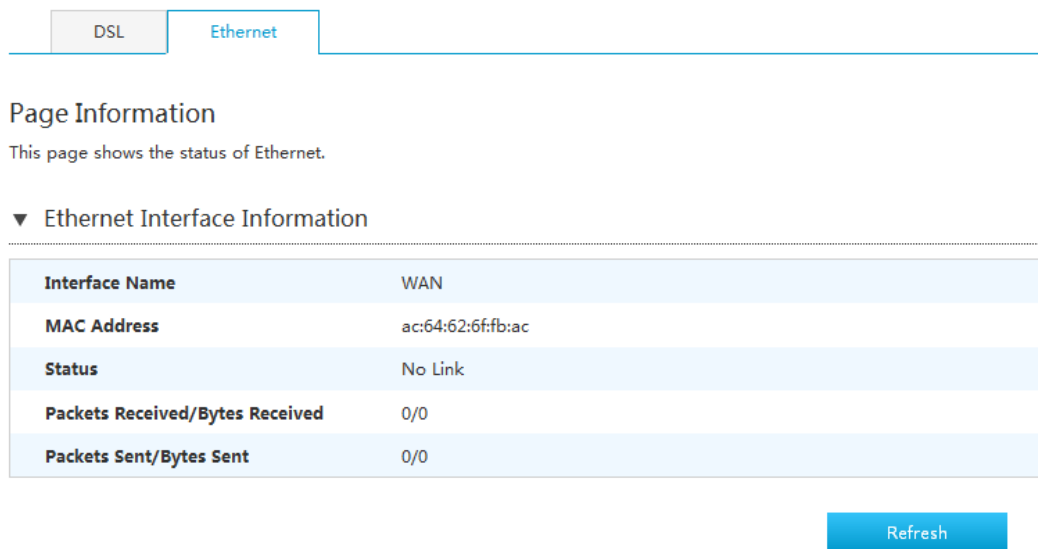 DSL Ethernet
Page Information
This page shows the status of Ethernet.
▼ Ethernet Interface Information
Interface Name WAN
MAC Address ac:64:62:6f:fb:ac
Status No Link
Packets Received/Bytes Received 0/0
Packets Sent/Bytes Sent 0/0
Refresh